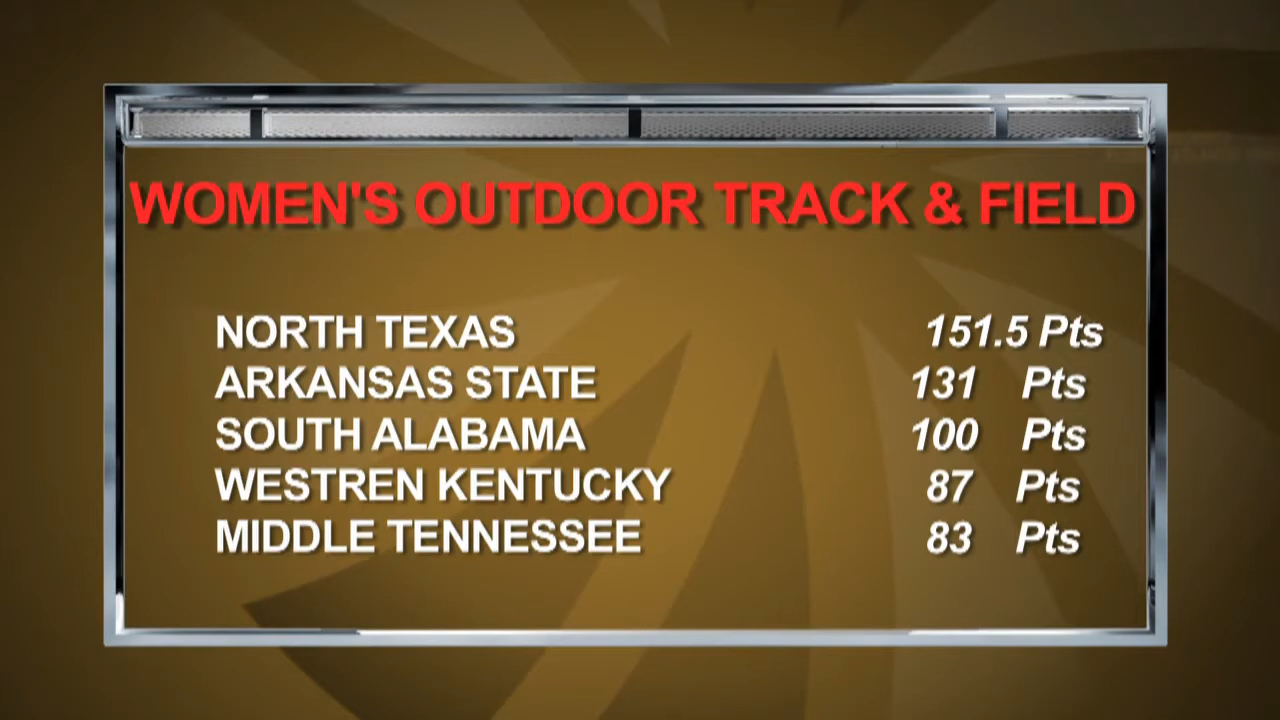 WOMEN'S OUTDOOR TRACK & FIELD
NORTH TEXAS 151.5 Pts
ARKANSAS STATE 131 Pts
SOUTH ALABAMA 100 Pts
WESTREN KENTUCKY 87 Pts
MIDDLE TENNESSEE 83 Pts